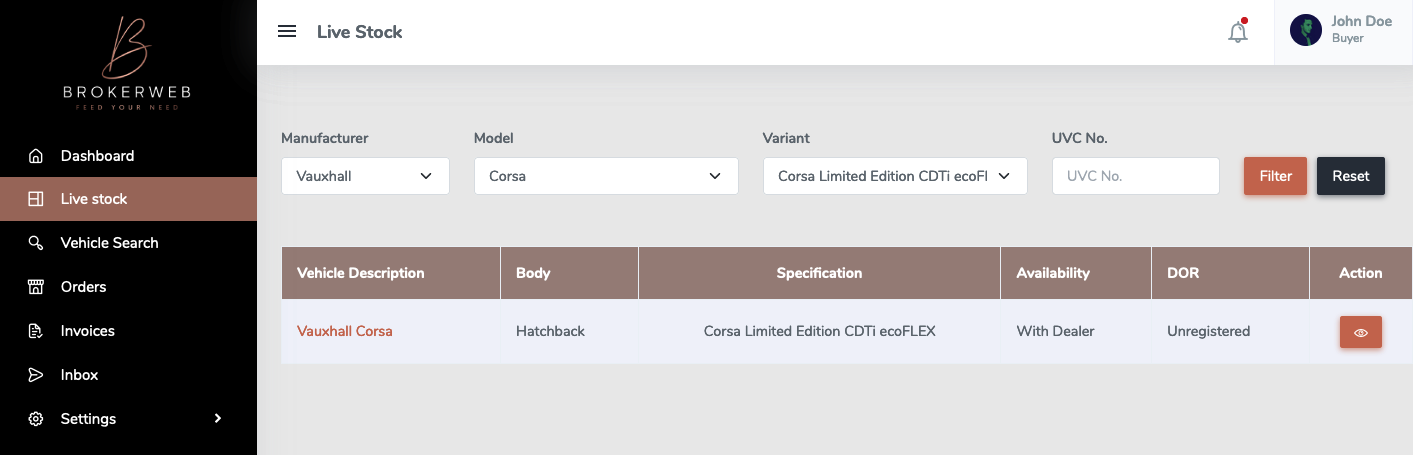 BROKERWEB
FEED YOUR NEED
Dashboard
Live stock
Vehicle Search
Orders
Invoices
Inbox
Settings
Live Stock
John Doe
Buyer
Manufacturer Model Variant UVC No.
Vauxhall Corsa Corsa Limited Edition CDTi ecoFl UVC No. Filter Reset
Vehicle Description Body Specification Availability DOR Action
Vauxhall Corsa Hatchback Corsa Limited Edition CDTi ecoFLEX With Dealer Unregistered